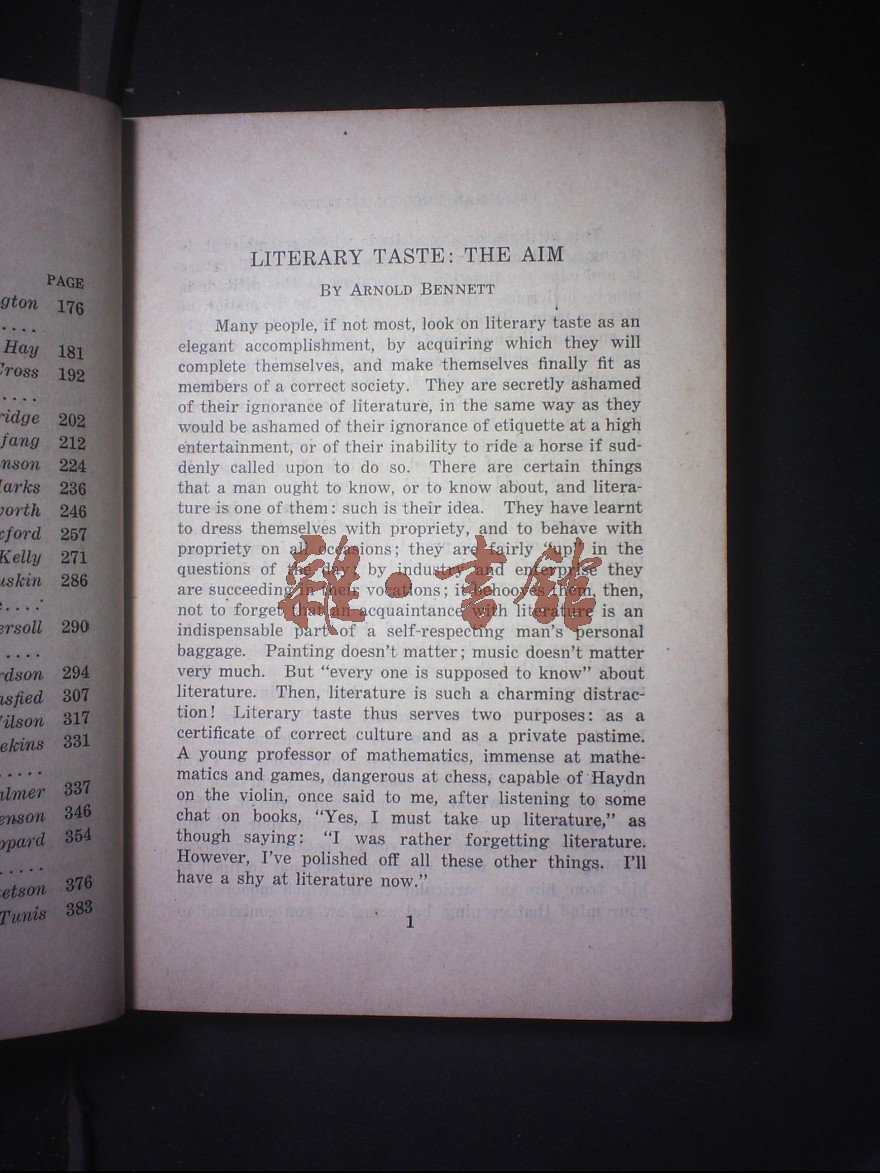 PAGE
gton 176
. . . .
Hay 181
Cross 192
. . . .
ridge 202
fang 212
nson 224
Marks 236
worth 246
xford 257
Kelly 271
uskin 286
. . . .
ersoll 290
. . . .
rdson 294
nsfied 307
Wilson 317
ekins 331
. . . . .
almer 337
enson 346
oppard 354
. . . . .
etson 376
Tunis 383
LITERARY TASTE: THE AIM
BY ARNOLD BENNETT
Many people, if not most, look on literary taste as an
elegant accomplishment, by acquiring which they will
complete themselves, and make themselves finally fit as
members of a correct society. They are secretly ashamed
of their ignorance of literature, in the same way as they
would be ashamed of their ignorance of etiquette at a high
entertainment, or of their inability to ride a horse if sud-
denly called upon to do so. There are certain things
that a man ought to know, or to know about, and litera-
ture is one of them: such is their idea. They have learnt
to dress themselves with propriety, and to behave with
propriety on all occasions; they are fairly "up" in the
questions of the day; by industry and enterprise they
are succeeding in their vocations; it behooves them, then,
not to forget that an acquaintance with literature is an
indispensable part of a self-respecting man's personal
baggage. Painting doesn't matter; music doesn't matter
very much. But "every one is supposed to know" about
literature. Then, literature is such a charming distrac-
tion! Literary taste thus serves two purposes: as a
certificate of correct culture and as a private pastime.
A young professor of mathematics, immense at mathe-
matics and games, dangerous at chess, capable of Haydn
on the violin, once said to me, after listening to some
chat on books, "Yes, I must take up literature," as
though saying: "I was rather forgetting literature.
However, I've polished off all these other things. I'll
have a shy at literature now."
1
雜·書館